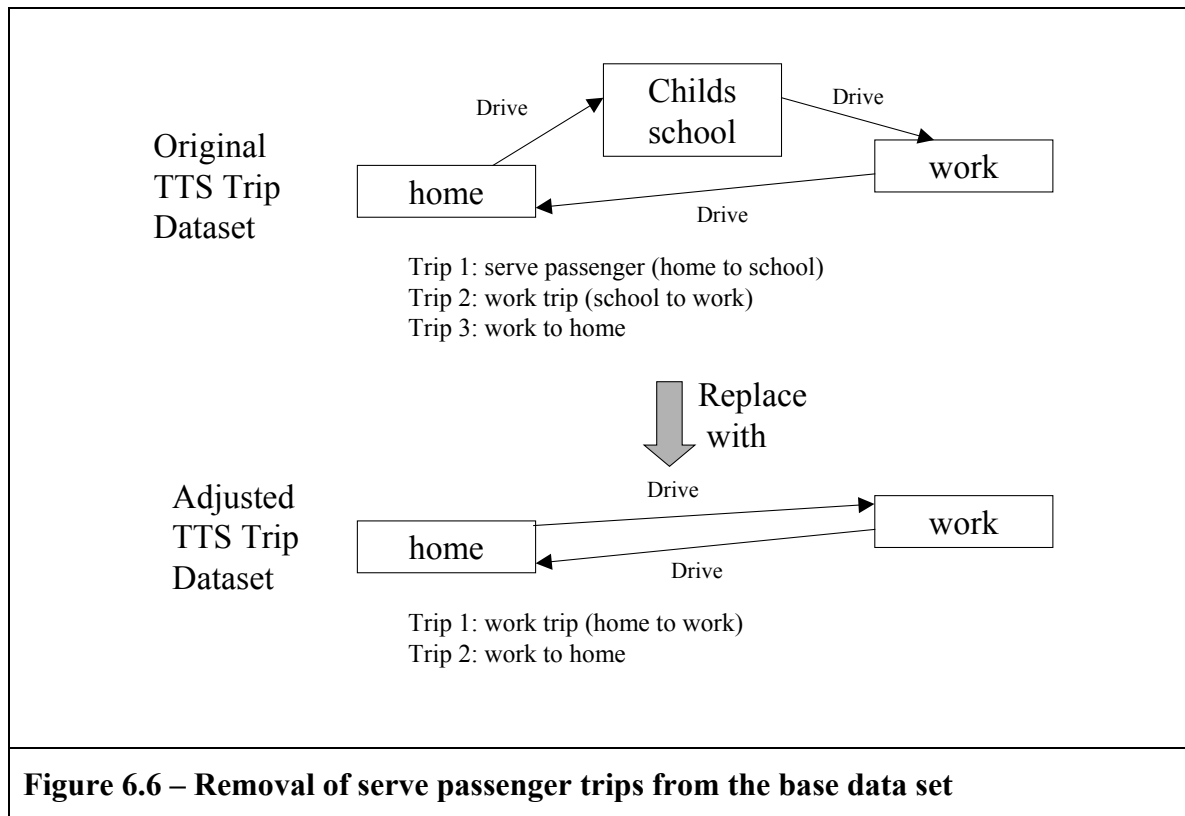 Childs
school
Drive
Drive
Original
TTS Trip
Dataset
home
work
Drive
Trip 1: serve passenger (home to school)
Trip 2: work trip (school to work)
Trip 3: work to home
Replace
with
Adjusted
TTS Trip
Dataset
Drive
home
work
Drive
Trip 1: work trip (home to work)
Trip 2: work to home
Figure 6.6 – Removal of serve passenger trips from the base data set